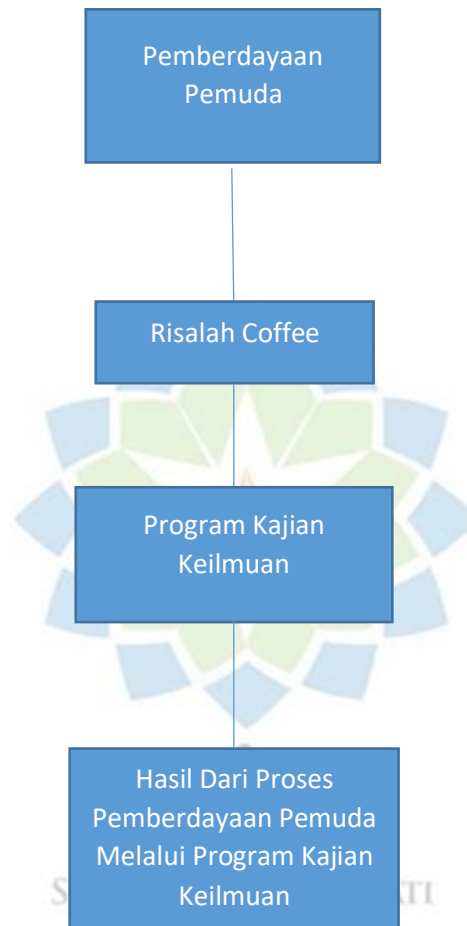 Pemberdayaan
Pemuda
Risalah Coffee
Program Kajian
Keilmuan
Hasil Dari Proses
Pemberdayaan Pemuda
Melalui Program Kajian
Keilmuan